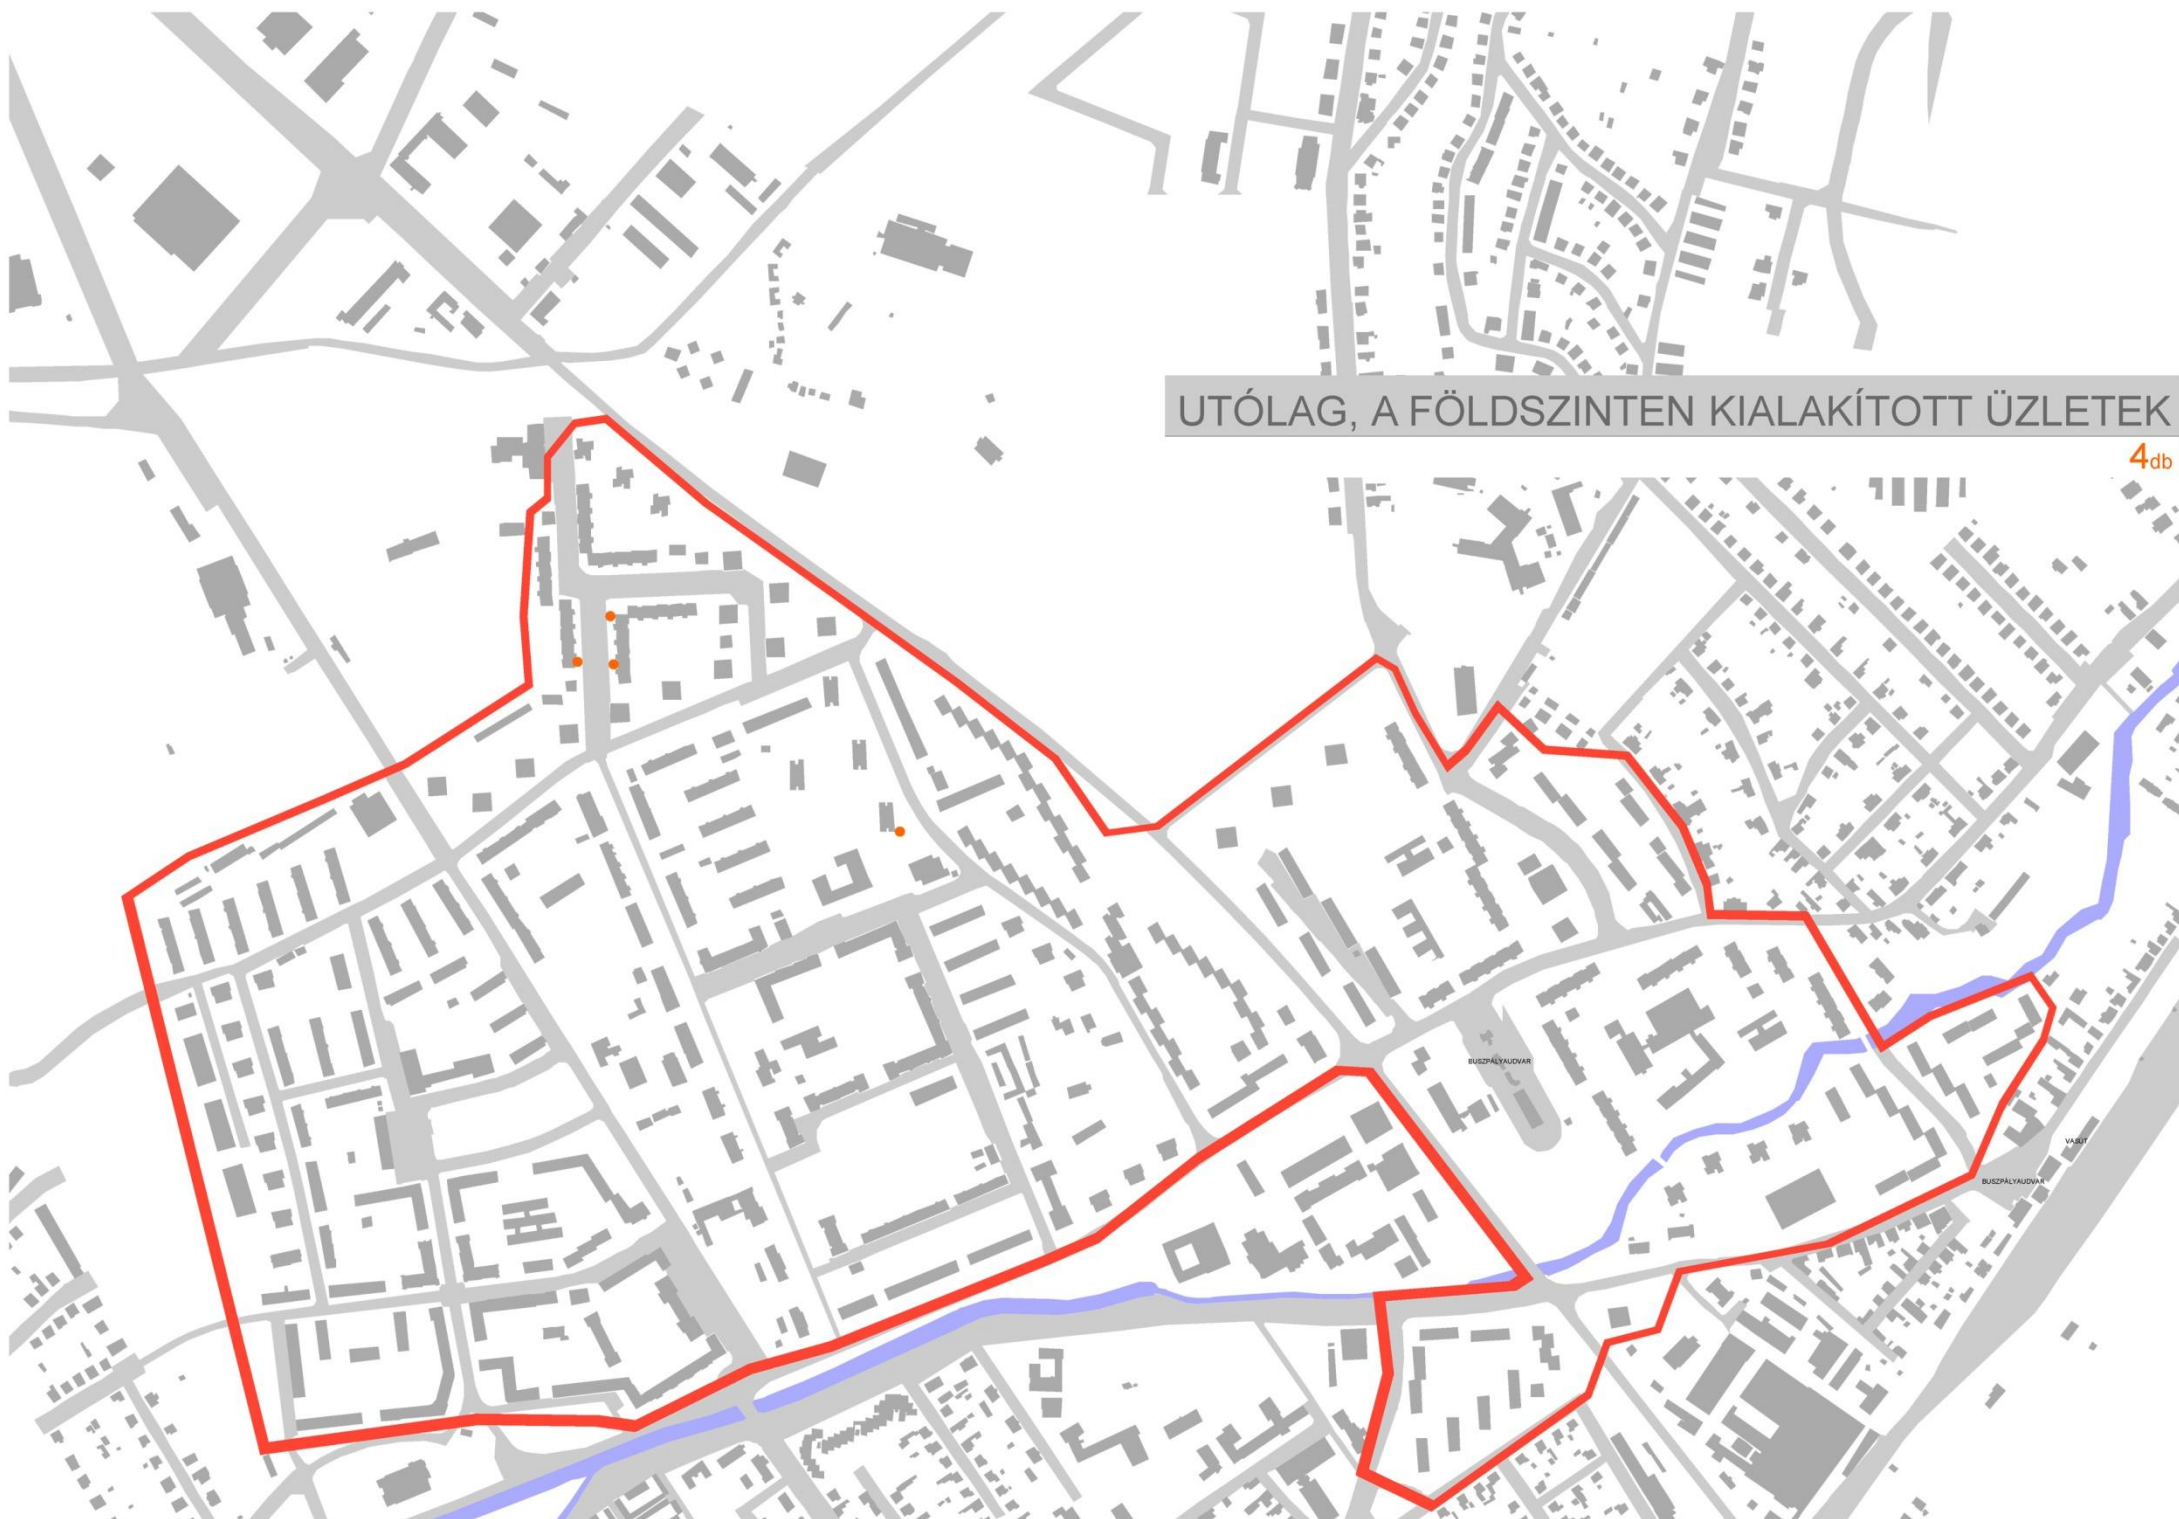 UTÓLAG, A FÖLDSZINTEN KIALAKÍTOTT ÜZLETEK
4db
BUSZPÁLYAUDVAR
VASÚT
BUSZPÁLYAUDVAR